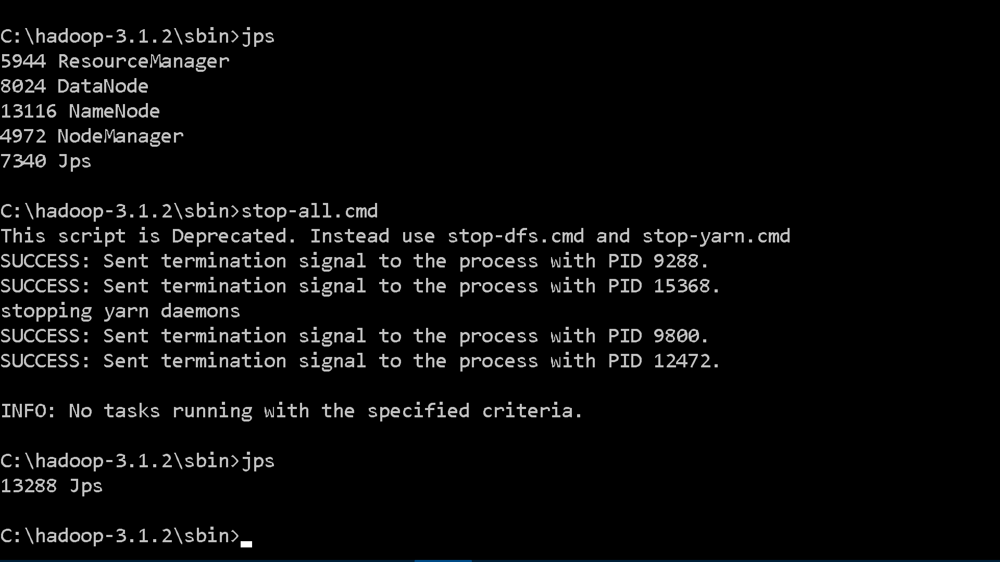 C:\hadoop-3.1.2\sbin>jps
5944 ResourceManager
8024 DataNode
13116 NameNode
4972 NodeManager
7340 Jps
C:\hadoop-3.1.2\sbin>stop-all.cmd
This script is Deprecated. Instead use stop-dfs.cmd and stop-yarn.cmd
SUCCESS: Sent termination signal to the process with PID 9288.
SUCCESS: Sent termination signal to the process with PID 15368.
stopping yarn daemons
SUCCESS: Sent termination signal to the process with PID 9800.
SUCCESS: Sent termination signal to the process with PID 12472.
INFO: No tasks running with the specified criteria.
C:\hadoop-3.1.2\sbin>jps
13288 Jps
C:\hadoop-3.1.2\sbin>